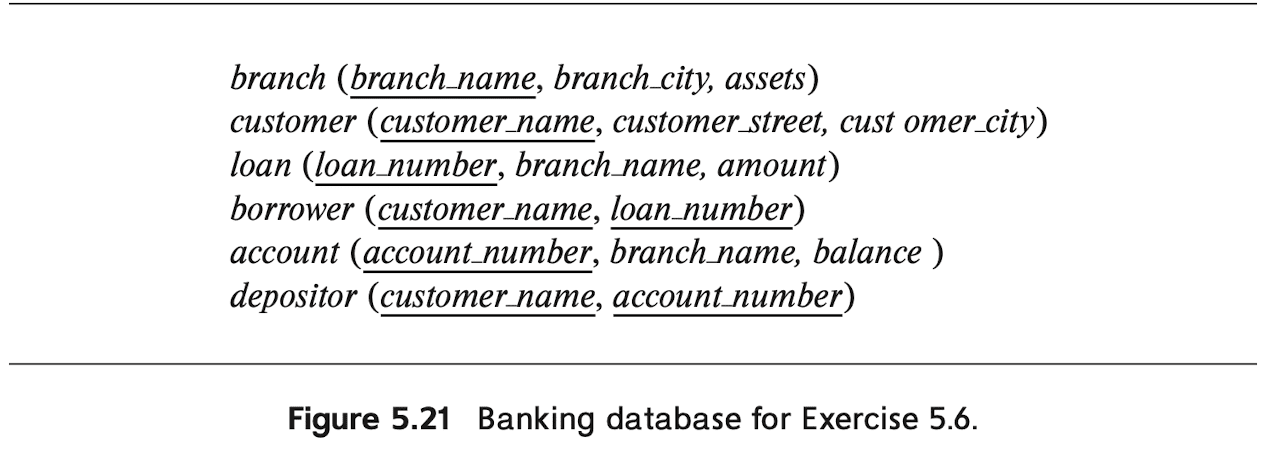 branch (branch_name, branch_city, assets)
customer (customer_name, customer_street, cust omer_city)
loan (loan_number, branch_name, amount)
borrower (customer_name, loan_number)
account (account_number, branch_name, balance )
depositor (customer_name, account_number)
Figure 5.21 Banking database for Exercise 5.6.